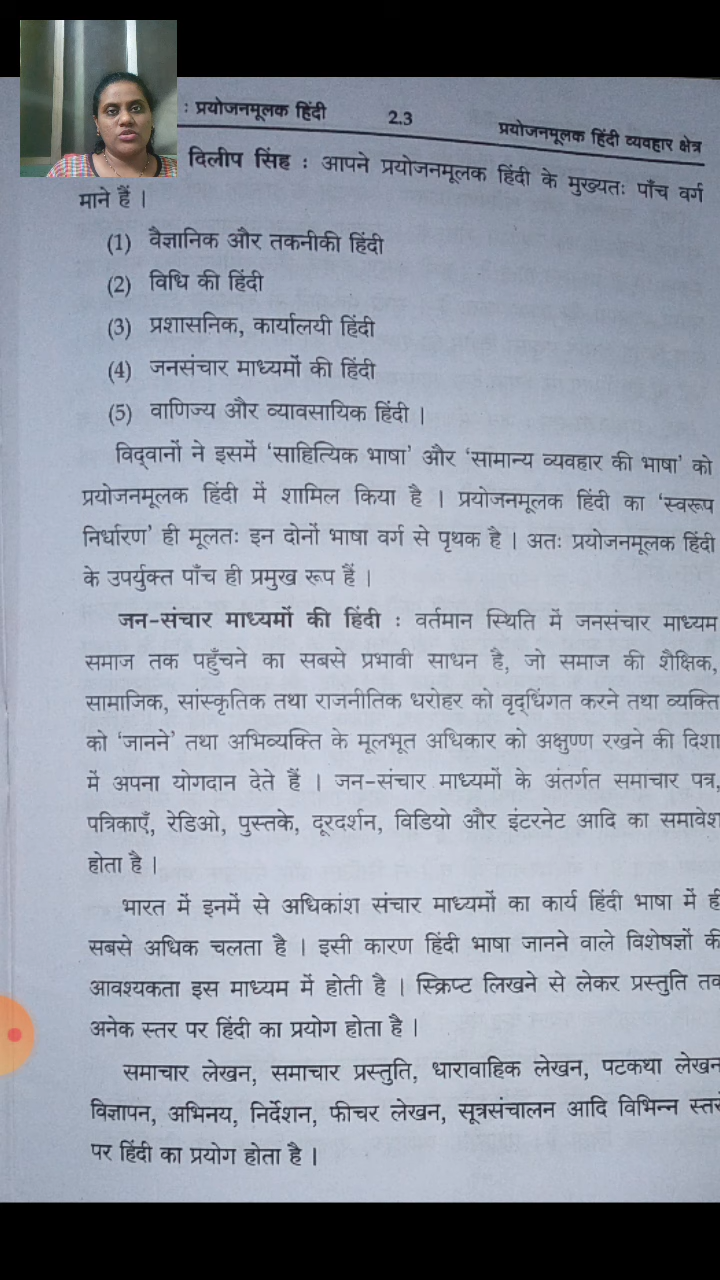 : प्रयोजनमूलक हिंदी 2.3 प्रयोजनमूलक हिंदी व्यवहार क्षेत्र
दिलीप सिंह : आपने प्रयोजनमूलक हिंदी के मुख्यतः पाँच वर्ग
माने हैं ।
(1) वैज्ञानिक और तकनीकी हिंदी
(2) विधि की हिंदी
(3) प्रशासनिक, कार्यालयी हिंदी
(4) जनसंचार माध्यमों की हिंदी
(5) वाणिज्य और व्यावसायिक हिंदी ।
विद्वानों ने इसमें ‘साहित्यिक भाषा’ और ‘सामान्य व्यवहार की भाषा’ को
प्रयोजनमूलक हिंदी में शामिल किया है । प्रयोजनमूलक हिंदी का ‘स्वरूप
निर्धारण’ ही मूलतः इन दोनों भाषा वर्ग से पृथक है । अतः प्रयोजनमूलक हिंदी
के उपर्युक्त पाँच ही प्रमुख रूप हैं ।
जन-संचार माध्यमों की हिंदी : वर्तमान स्थिति में जनसंचार माध्यम
समाज तक पहुँचने का सबसे प्रभावी साधन है, जो समाज की शैक्षिक,
सामाजिक, सांस्कृतिक तथा राजनीतिक धरोहर को वृद्धिंगत करने तथा व्यक्ति
को ‘जानने’ तथा अभिव्यक्ति के मूलभूत अधिकार को अक्षुण्ण रखने की दिशा
में अपना योगदान देते हैं । जन-संचार माध्यमों के अंतर्गत समाचार पत्र,
पत्रिकाएँ, रेडिओ, पुस्तके, दूरदर्शन, विडियो और इंटरनेट आदि का समावेश
होता है ।
भारत में इनमें से अधिकांश संचार माध्यमों का कार्य हिंदी भाषा में ही
सबसे अधिक चलता है । इसी कारण हिंदी भाषा जानने वाले विशेषज्ञों की
आवश्यकता इस माध्यम में होती है । स्क्रिप्ट लिखने से लेकर प्रस्तुति तक
अनेक स्तर पर हिंदी का प्रयोग होता है ।
समाचार लेखन, समाचार प्रस्तुति, धारावाहिक लेखन, पटकथा लेखन
विज्ञापन, अभिनय, निर्देशन, फीचर लेखन, सूत्रसंचालन आदि विभिन्न स्तरों
पर हिंदी का प्रयोग होता है ।